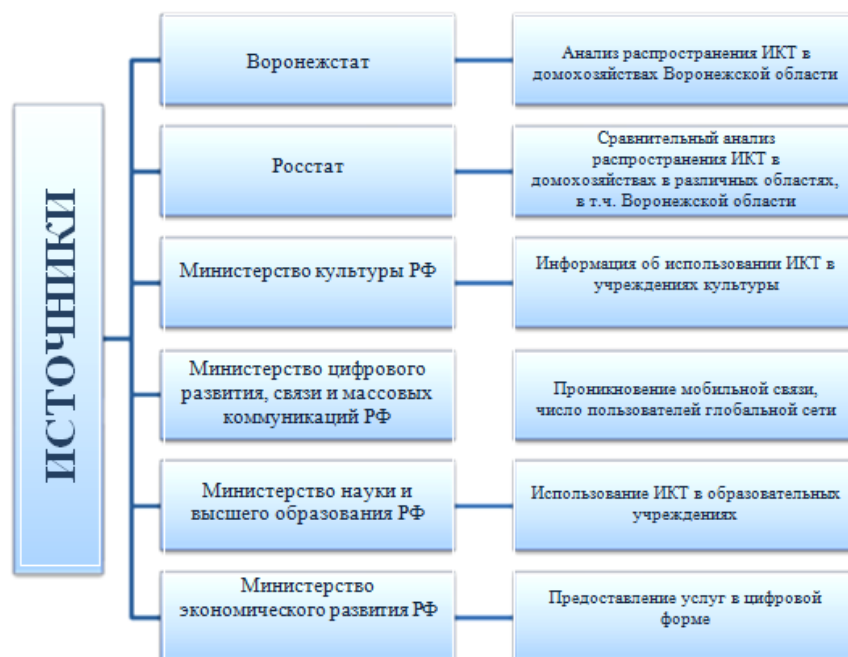 ИСТОЧНИКИ
Воронежстат
Анализ распространения ИКТ в
домохозяйствах Воронежской области
Росстат
Сравнительный анализ
распространения ИКТ в
домохозяйствах в различных областях,
в т.ч. Воронежской области
Министерство культуры РФ
Информация об использовании ИКТ в
учреждениях культуры
Министерство цифрового
развития, связи и массовых
коммуникаций РФ
Проникновение мобильной связи,
число пользователей глобальной сети
Министерство науки и
высшего образования РФ
Использование ИКТ в образовательных
учреждениях
Министерство
экономического развития РФ
Предоставление услуг в цифровой
форме